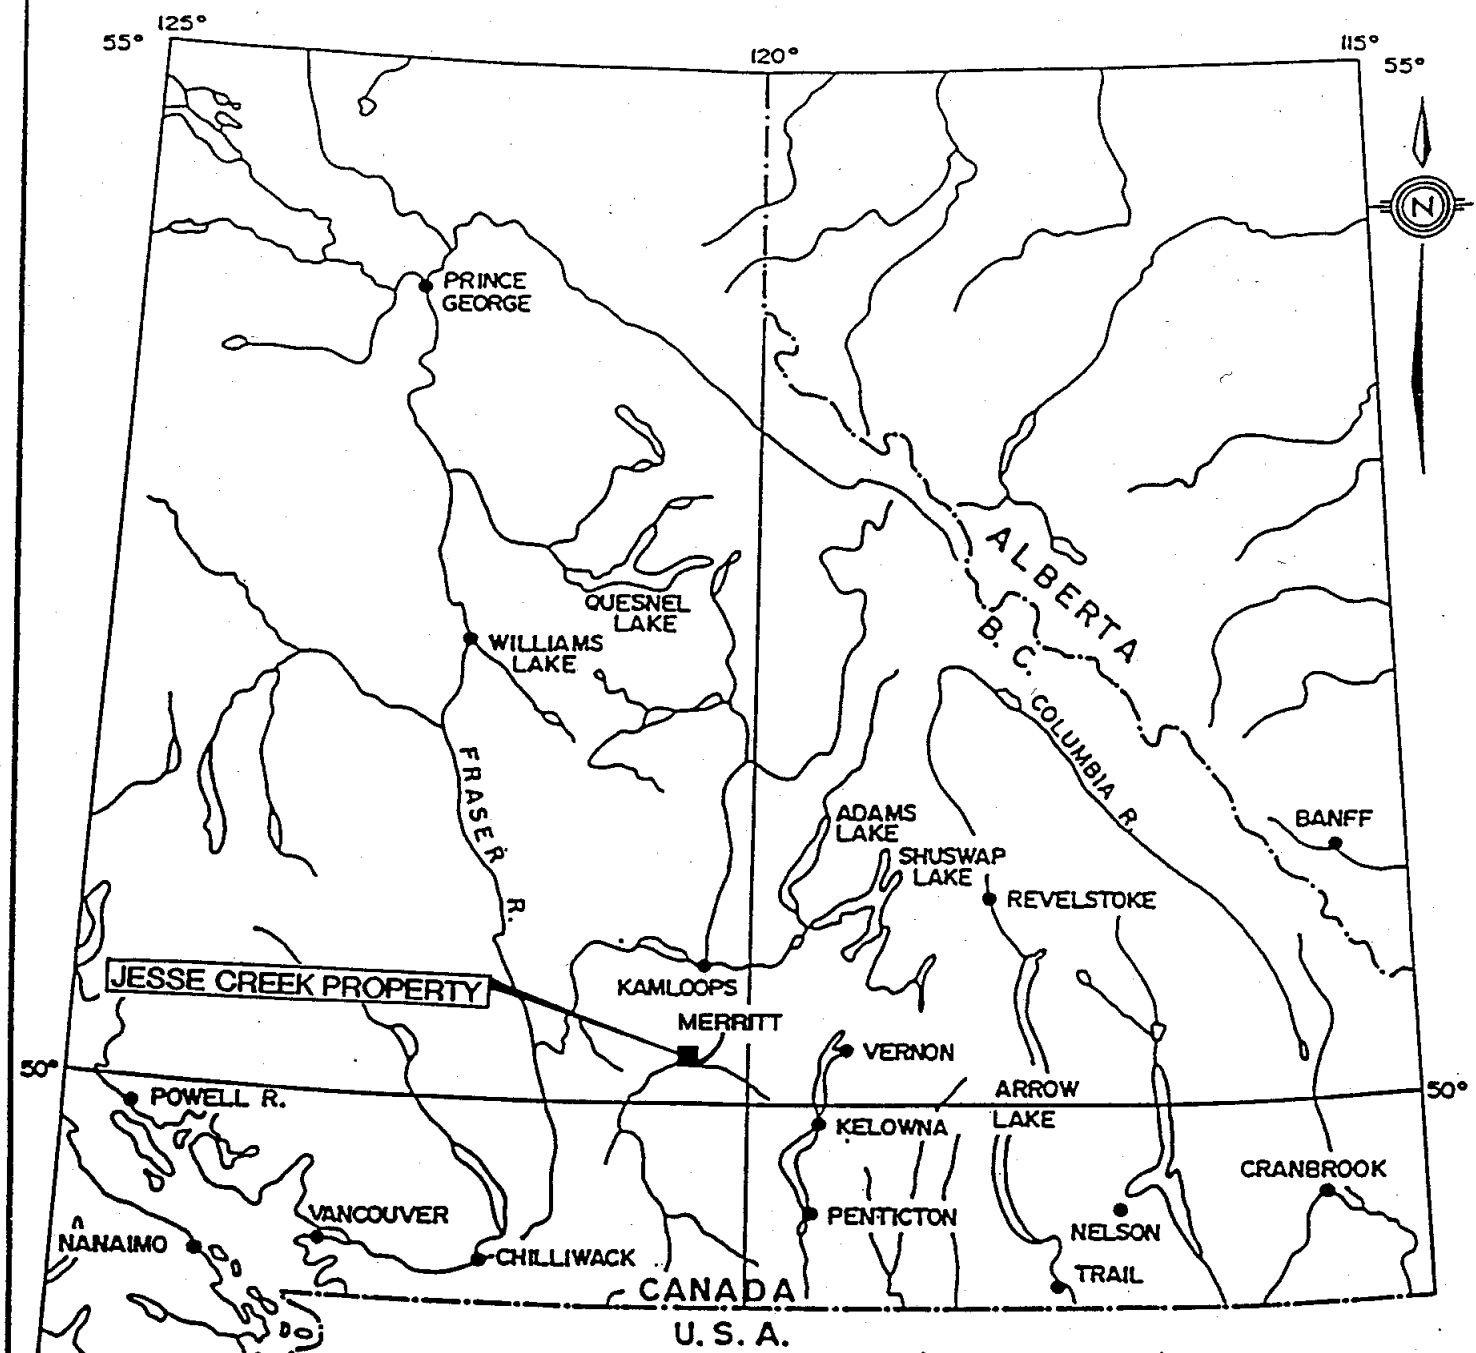 125°
55°
120°
115°
55°
N
PRINCE
GEORGE
QUESNEL
LAKE
WILLIAMS
LAKE
ALBERTA
B. C.
COLUMBIA R.
FRASER R.
ADAMS
LAKE
SHUSWAP
LAKE
BANFF
REVELSTOKE
JESSE CREEK PROPERTY
KAMLOOPS
MERRITT
VERNON
50°
50°
POWELL R.
ARROW
LAKE
KELOWNA
CRANBROOK
VANCOUVER
PENTICTON
NELSON
NANAIMO
CHILLIWACK
TRAIL
CANADA
U. S. A.